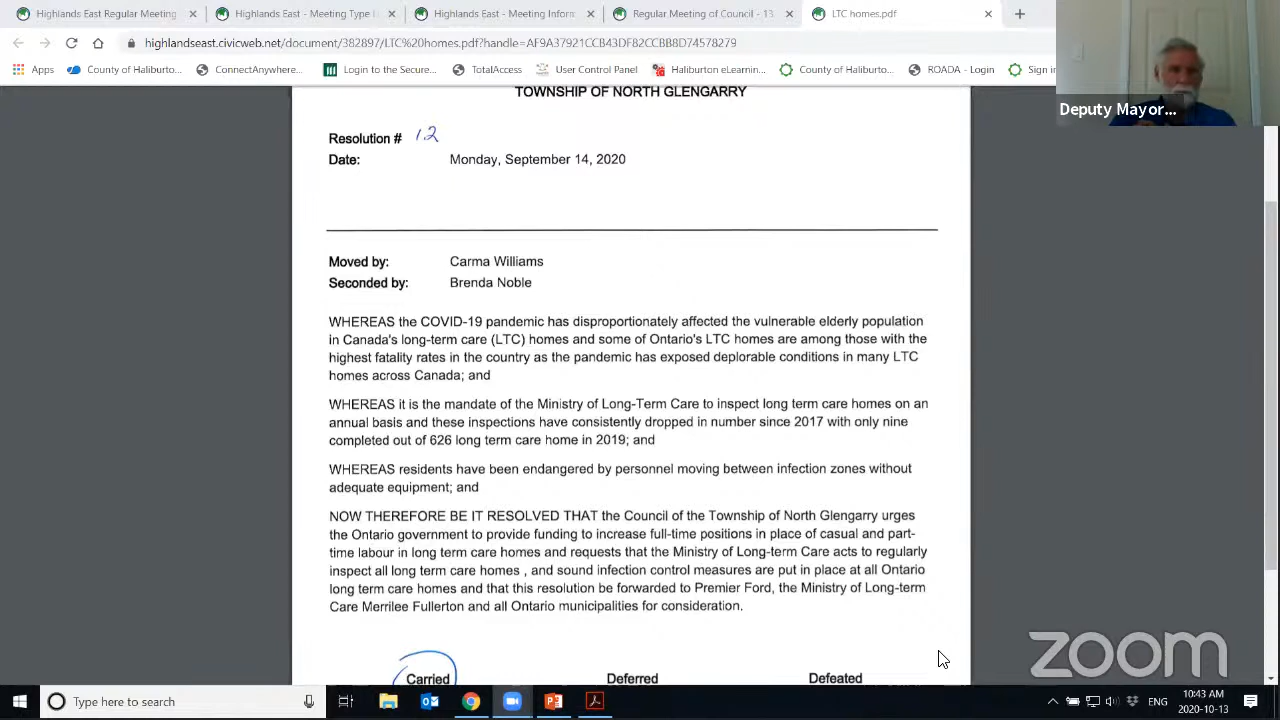 Highlands East Regular Meeting
Highlands East - Meeting Inform
Highlands East - Meeting Inform
Regular Meeting of Council - 13
LTC homes.pdf
highlandseast.civicweb.net/document/382897/LTC%20homes.pdf?handle=AF9A37921CCB43DF82CCBB8D74578279
Apps
County of Haliburto...
ConnectAnywhere...
Login to the Secure...
TotalAccess
User Control Panel
Haliburton eLearnin...
County of Haliburto...
ROADA - Login
Sign in
Deputy Mayor...
TOWNSHIP OF NORTH GLENGARRY
Resolution # 12
Date: Monday, September 14, 2020
Moved by: Carma Williams
Seconded by: Brenda Noble
WHEREAS the COVID-19 pandemic has disproportionately affected the vulnerable elderly population
in Canada's long-term care (LTC) homes and some of Ontario's LTC homes are among those with the
highest fatality rates in the country as the pandemic has exposed deplorable conditions in many LTC
homes across Canada; and
WHEREAS it is the mandate of the Ministry of Long-Term Care to inspect long term care homes on an
annual basis and these inspections have consistently dropped in number since 2017 with only nine
completed out of 626 long term care home in 2019; and
WHEREAS residents have been endangered by personnel moving between infection zones without
adequate equipment; and
NOW THEREFORE BE IT RESOLVED THAT the Council of the Township of North Glengarry urges
the Ontario government to provide funding to increase full-time positions in place of casual and part-
time labour in long term care homes and requests that the Ministry of Long-term Care acts to regularly
inspect all long term care homes , and sound infection control measures are put in place at all Ontario
long term care homes and that this resolution be forwarded to Premier Ford, the Ministry of Long-term
Care Merrilee Fullerton and all Ontario municipalities for consideration.
Carried Deferred Defeated
zoom
Type here to search
ENG
10:43 AM
2020-10-13